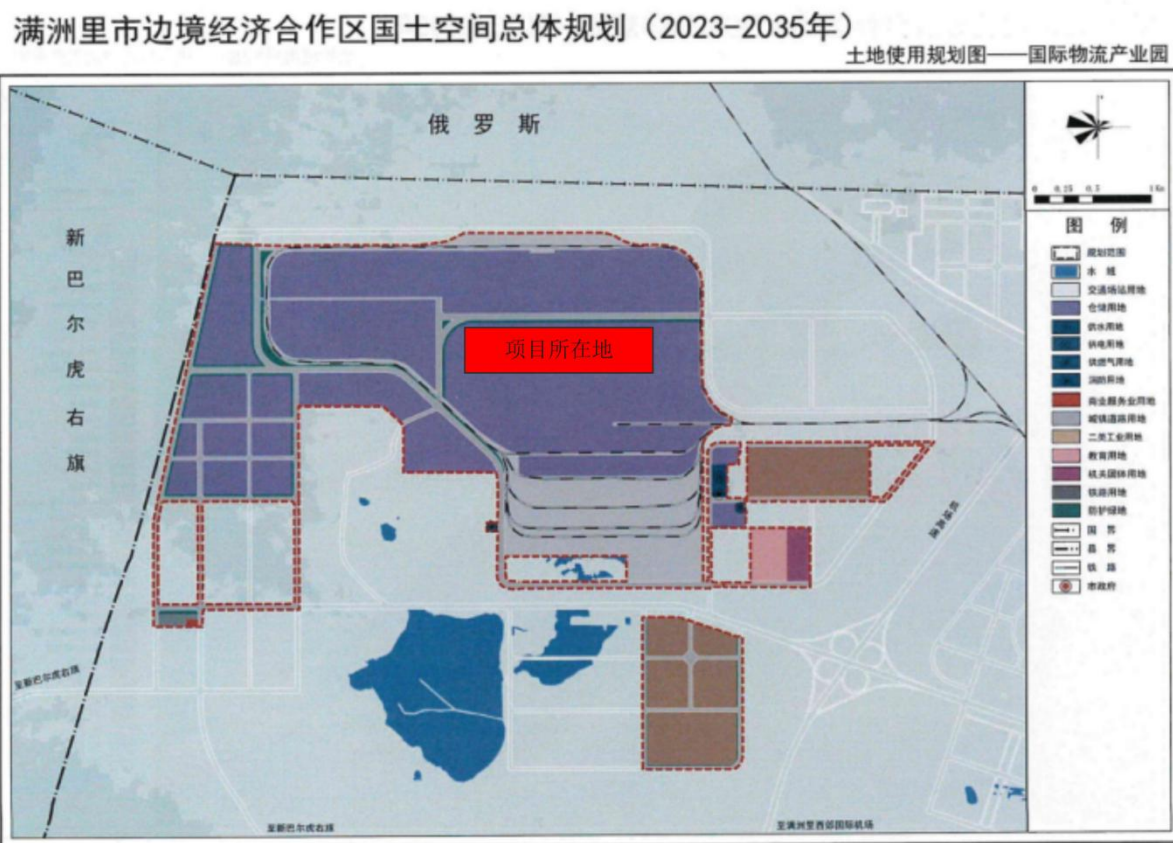 满洲里市边境经济合作区国土空间总体规划（2023-2035年）
土地使用规划图——国际物流产业园
俄罗斯
新巴尔虎右旗
项目所在地
0 0.25 0.5 1Km
图例
规划范围
水域
交通场站用地
仓储用地
供水用地
供电用地
供燃气用地
消防用地
商业服务业用地
城镇道路用地
二类工业用地
教育用地
机关团体用地
铁路用地
防护绿地
国界
县界
铁路
市政府
至新巴尔虎右旗
至新巴尔虎右旗
至满洲里西郊国际机场